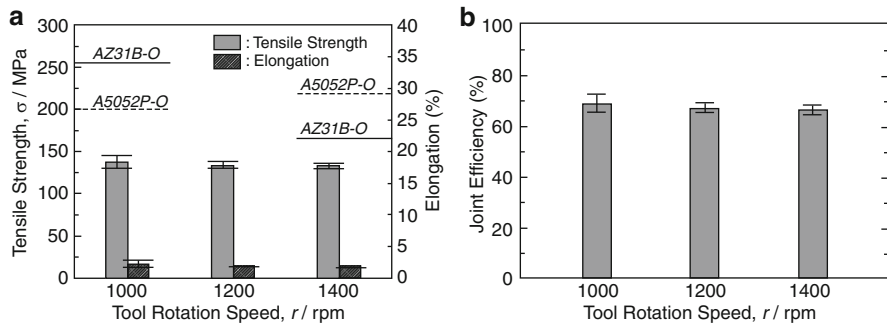 a
300
250
200
150
100
50
0
Tensile Strength, σ / MPa
AZ31B-O
A5052P-O
: Tensile Strength
: Elongation
A5052P-O
AZ31B-O
40
35
30
25
20
15
10
5
0
Elongation (%)
1000 1200 1400
Tool Rotation Speed, r / rpm
b
100
80
60
40
20
0
Joint Efficiency (%)
1000 1200 1400
Tool Rotation Speed, r / rpm